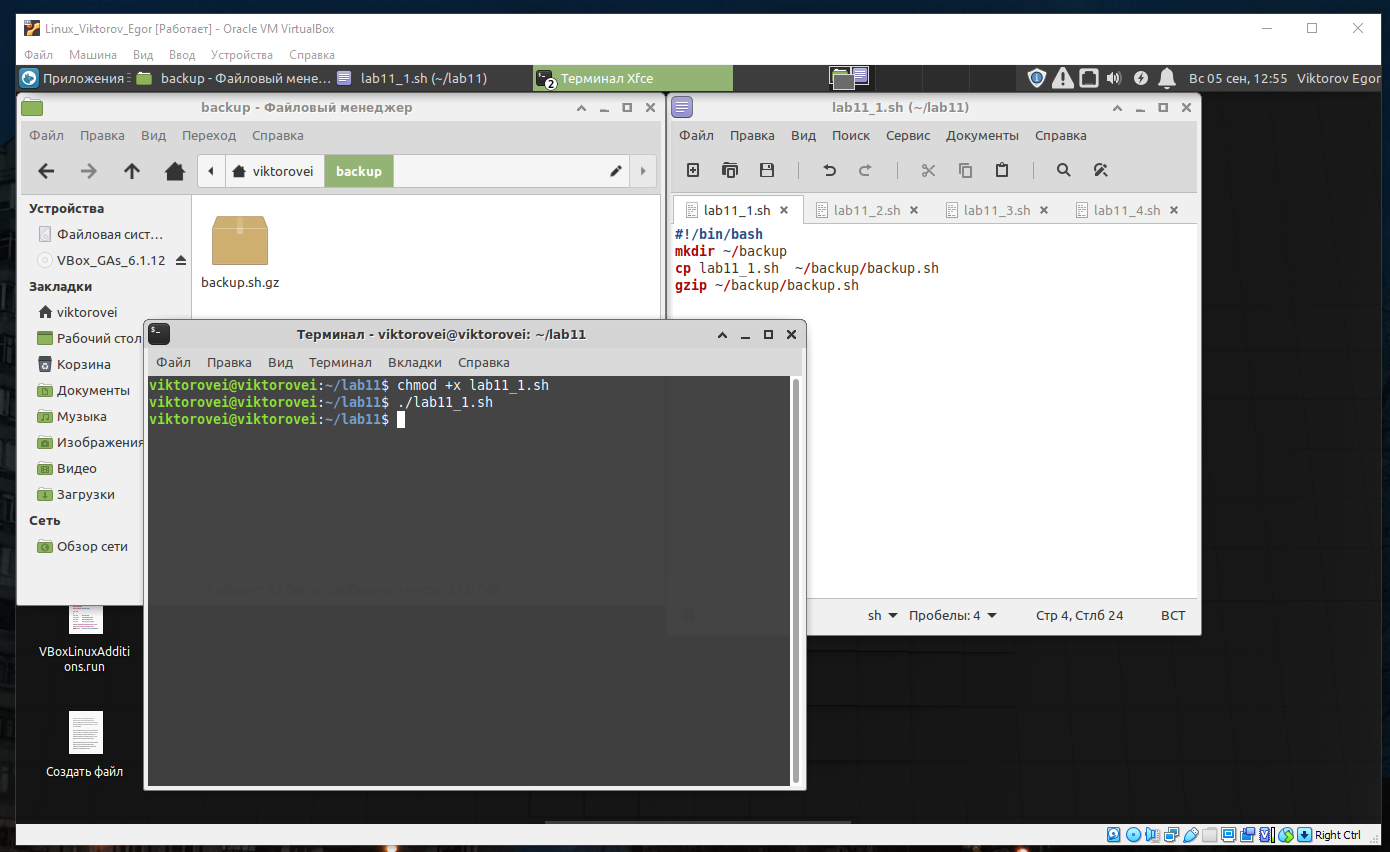 Linux_Viktorov_Egor [Работает] - Oracle VM VirtualBox
Файл Машина Вид Ввод Устройства Справка
Приложения backup - Файловый мене... lab11_1.sh (~/lab11) 2 Терминал Xfce Вс 05 сен, 12:55 Viktorov Egor
backup - Файловый менеджер
Файл Правка Вид Переход Справка
viktorovei backup
Устройства
Файловая сист...
VBox_GAs_6.1.12
Закладки
viktorovei
Рабочий стол
Корзина
Документы
Музыка
Изображения
Видео
Загрузки
Сеть
Обзор сети
backup.sh.gz
lab11_1.sh (~/lab11)
Файл Правка Вид Поиск Сервис Документы Справка
lab11_1.sh lab11_2.sh lab11_3.sh lab11_4.sh
#!/bin/bash
mkdir ~/backup
cp lab11_1.sh  ~/backup/backup.sh
gzip ~/backup/backup.sh
sh Пробелы: 4 Стр 4, Стлб 24 ВСТ
Терминал - viktorovei@viktorovei: ~/lab11
Файл Правка Вид Терминал Вкладки Справка
viktorovei@viktorovei:~/lab11$ chmod +x lab11_1.sh
viktorovei@viktorovei:~/lab11$ ./lab11_1.sh
viktorovei@viktorovei:~/lab11$
VBoxLinuxAdditi
ons.run
Создать файл
Right Ctrl